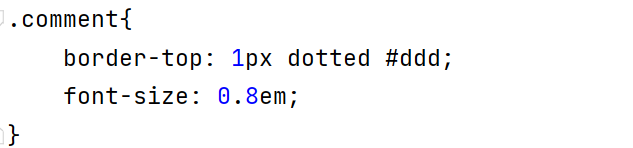 .comment{
    border-top: 1px dotted #ddd;
    font-size: 0.8em;
}